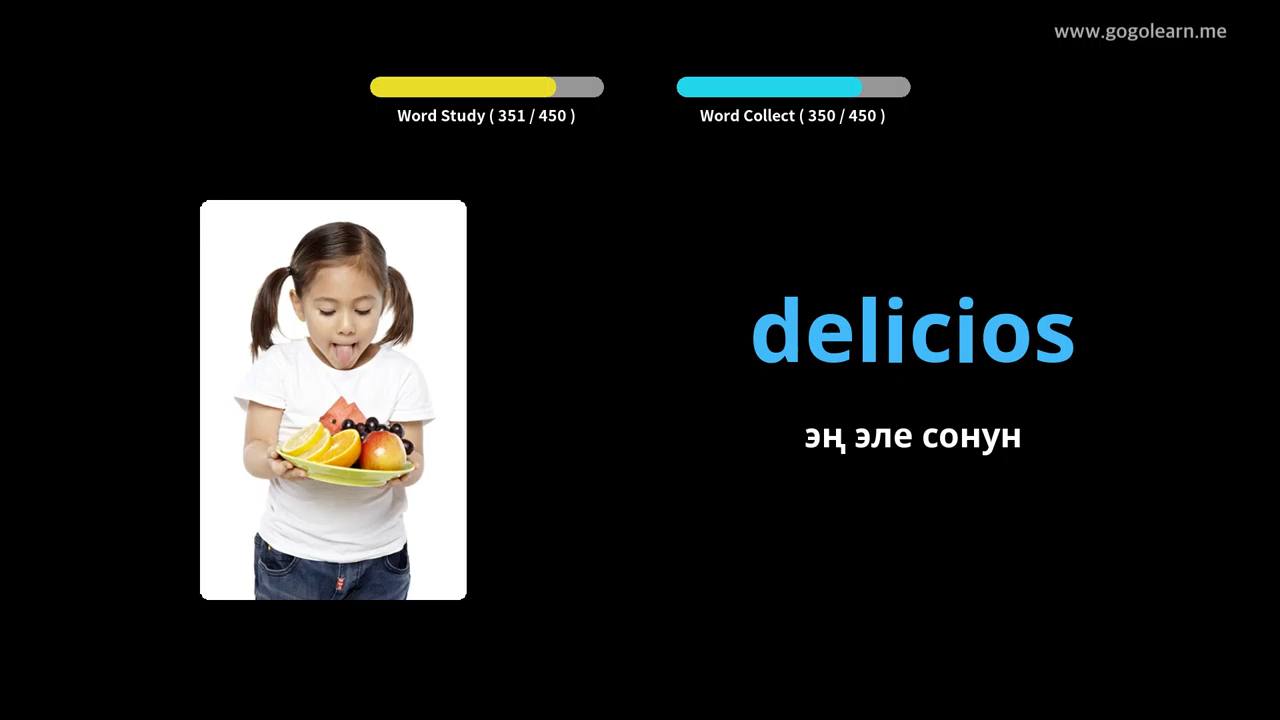 www.gogolearn.me
Word Study ( 351 / 450 )
Word Collect ( 350 / 450 )
delicios
эң эле сонун